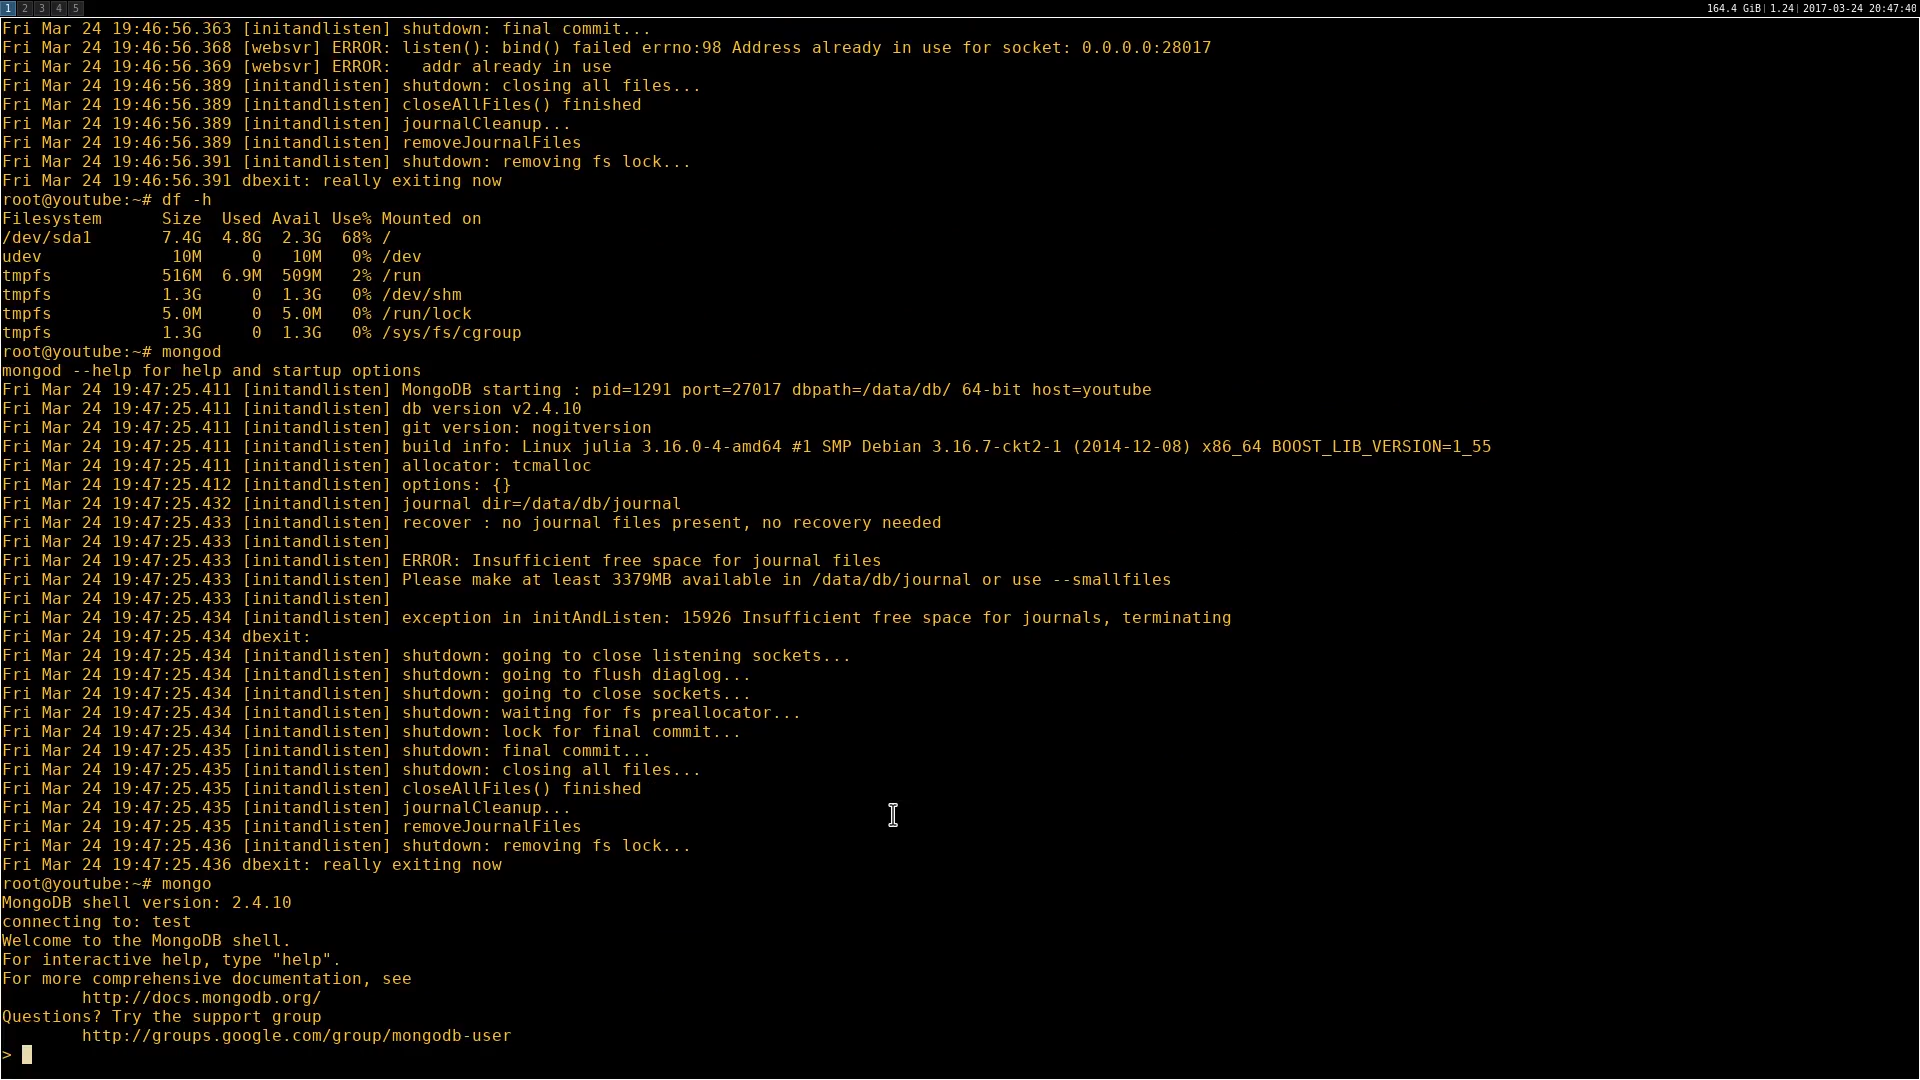 1 2 3 4 5 164.4 GiB| 1.24| 2017-03-24 20:47:40
Fri Mar 24 19:46:56.363 [initandlisten] shutdown: final commit...
Fri Mar 24 19:46:56.368 [websvr] ERROR: listen(): bind() failed errno:98 Address already in use for socket: 0.0.0.0:28017
Fri Mar 24 19:46:56.369 [websvr] ERROR:   addr already in use
Fri Mar 24 19:46:56.389 [initandlisten] shutdown: closing all files...
Fri Mar 24 19:46:56.389 [initandlisten] closeAllFiles() finished
Fri Mar 24 19:46:56.389 [initandlisten] journalCleanup...
Fri Mar 24 19:46:56.389 [initandlisten] removeJournalFiles
Fri Mar 24 19:46:56.391 [initandlisten] shutdown: removing fs lock...
Fri Mar 24 19:46:56.391 dbexit: really exiting now
root@youtube:~# df -h
Filesystem      Size  Used Avail Use% Mounted on
/dev/sda1       7.4G  4.8G  2.3G  68% /
udev             10M     0   10M   0% /dev
tmpfs           516M  6.9M  509M   2% /run
tmpfs           1.3G     0  1.3G   0% /dev/shm
tmpfs           5.0M     0  5.0M   0% /run/lock
tmpfs           1.3G     0  1.3G   0% /sys/fs/cgroup
root@youtube:~# mongod
mongod --help for help and startup options
Fri Mar 24 19:47:25.411 [initandlisten] MongoDB starting : pid=1291 port=27017 dbpath=/data/db/ 64-bit host=youtube
Fri Mar 24 19:47:25.411 [initandlisten] db version v2.4.10
Fri Mar 24 19:47:25.411 [initandlisten] git version: nogitversion
Fri Mar 24 19:47:25.411 [initandlisten] build info: Linux julia 3.16.0-4-amd64 #1 SMP Debian 3.16.7-ckt2-1 (2014-12-08) x86_64 BOOST_LIB_VERSION=1_55
Fri Mar 24 19:47:25.411 [initandlisten] allocator: tcmalloc
Fri Mar 24 19:47:25.412 [initandlisten] options: {}
Fri Mar 24 19:47:25.432 [initandlisten] journal dir=/data/db/journal
Fri Mar 24 19:47:25.433 [initandlisten] recover : no journal files present, no recovery needed
Fri Mar 24 19:47:25.433 [initandlisten]
Fri Mar 24 19:47:25.433 [initandlisten] ERROR: Insufficient free space for journal files
Fri Mar 24 19:47:25.433 [initandlisten] Please make at least 3379MB available in /data/db/journal or use --smallfiles
Fri Mar 24 19:47:25.433 [initandlisten]
Fri Mar 24 19:47:25.434 [initandlisten] exception in initAndListen: 15926 Insufficient free space for journals, terminating
Fri Mar 24 19:47:25.434 dbexit:
Fri Mar 24 19:47:25.434 [initandlisten] shutdown: going to close listening sockets...
Fri Mar 24 19:47:25.434 [initandlisten] shutdown: going to flush diaglog...
Fri Mar 24 19:47:25.434 [initandlisten] shutdown: going to close sockets...
Fri Mar 24 19:47:25.434 [initandlisten] shutdown: waiting for fs preallocator...
Fri Mar 24 19:47:25.434 [initandlisten] shutdown: lock for final commit...
Fri Mar 24 19:47:25.435 [initandlisten] shutdown: final commit...
Fri Mar 24 19:47:25.435 [initandlisten] shutdown: closing all files...
Fri Mar 24 19:47:25.435 [initandlisten] closeAllFiles() finished
Fri Mar 24 19:47:25.435 [initandlisten] journalCleanup...
Fri Mar 24 19:47:25.435 [initandlisten] removeJournalFiles
Fri Mar 24 19:47:25.436 [initandlisten] shutdown: removing fs lock...
Fri Mar 24 19:47:25.436 dbexit: really exiting now
root@youtube:~# mongo
MongoDB shell version: 2.4.10
connecting to: test
Welcome to the MongoDB shell.
For interactive help, type "help".
For more comprehensive documentation, see
        http://docs.mongodb.org/
Questions? Try the support group
        http://groups.google.com/group/mongodb-user
>